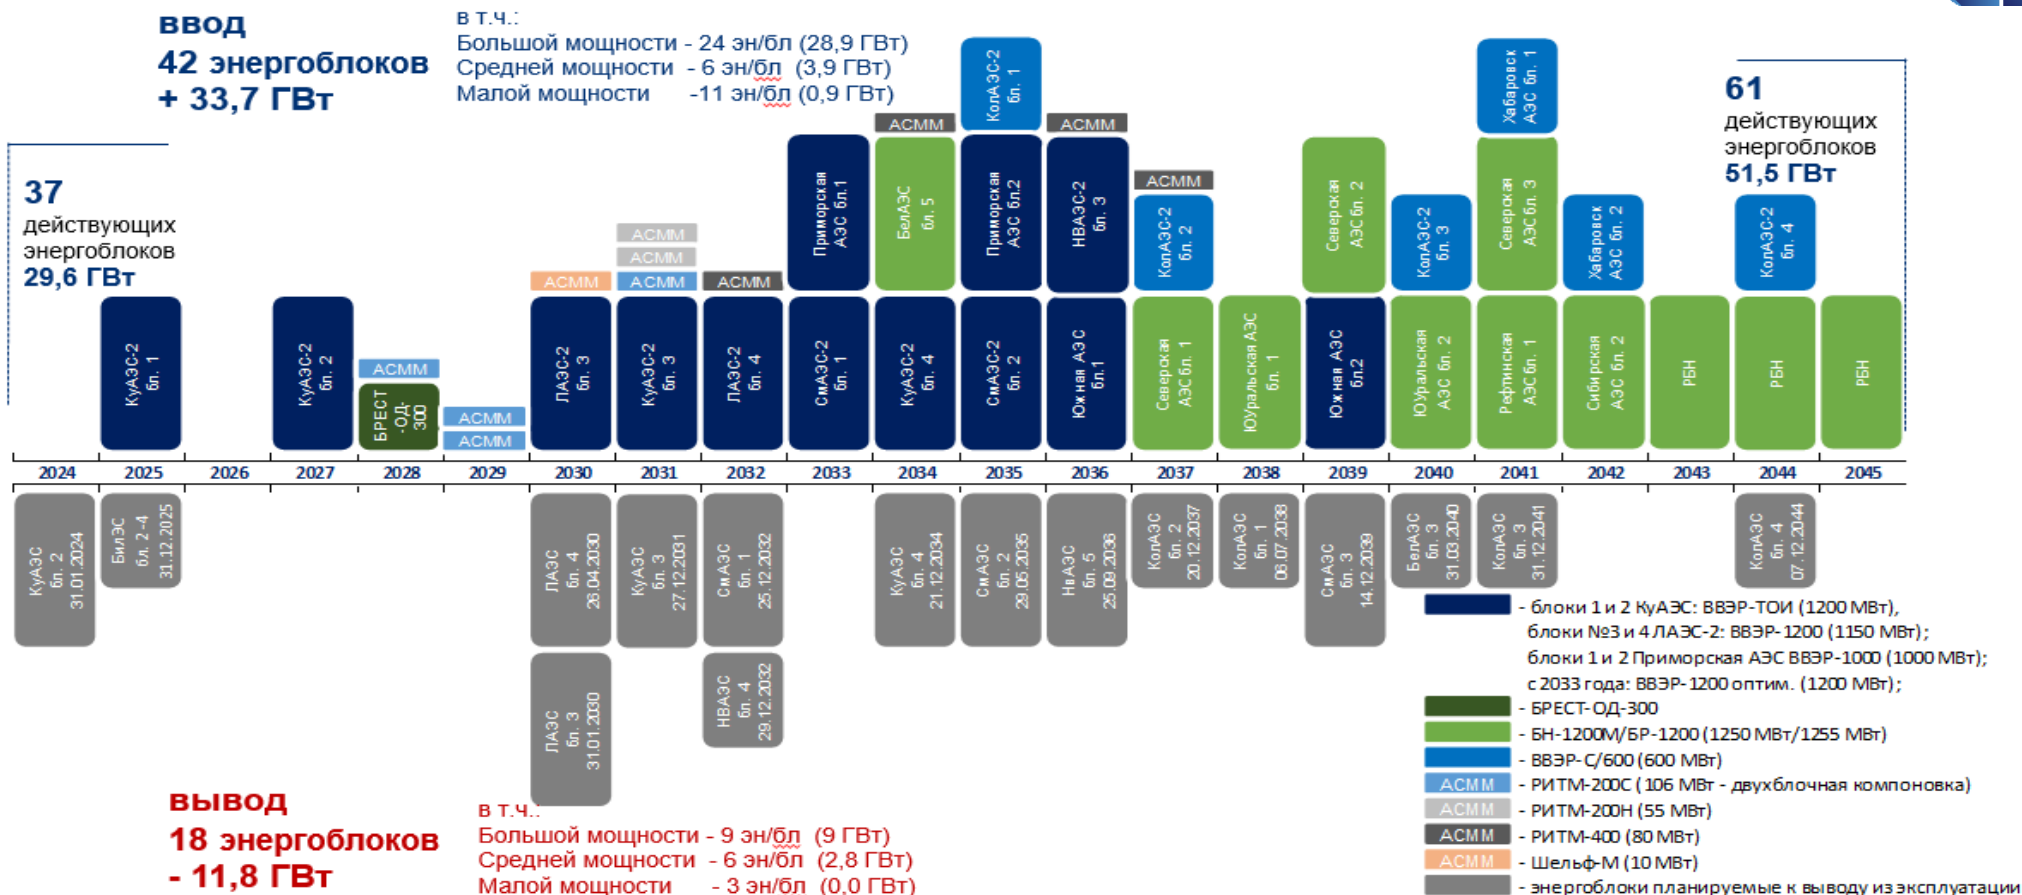 ввод
42 энергоблоков
+ 33,7 ГВт
в т.ч.:
Большой мощности - 24 эн/бл (28,9 ГВт)
Средней мощности - 6 эн/бл (3,9 ГВт)
Малой мощности -11 эн/бл (0,9 ГВт)
37
действующих
энергоблоков
29,6 ГВт
61
действующих
энергоблоков
51,5 ГВт
КуАЭС-2
бл. 1
КуАЭС-2
бл. 2
АСММ
БРЕСТ
-ОД-
300
АСММ
АСММ
АСММ
ЛАЭС-2
бл. 3
АСММ
АСММ
АСММ
КуАЭС-2
бл. 3
АСММ
ЛАЭС-2
бл. 4
Приморская
АЭС бл.1
СмАЭС-2
бл. 1
АСММ
БелАЭС
бл. 5
КуАЭС-2
бл. 4
КолАЭС-2
бл. 1
Приморская
АЭС бл.2
СмАЭС-2
бл. 2
АСММ
НВАЭС-2
бл. 3
Южная АЭС
бл.1
АСММ
КолАЭС-2
бл. 2
Северская
АЭС бл. 1
ЮУральская АЭС
бл. 1
Северская
АЭС бл. 2
Южная АЭС
бл.2
КолАЭС-2
бл. 3
ЮУральская
АЭС бл. 2
Хабаровск
АЭС бл. 1
Северская
АЭС бл. 3
Рефтинская
АЭС бл. 1
Хабаровск
АЭС бл. 2
Сибирская
АЭС бл. 2
РБН
КолАЭС-2
бл. 4
РБН
РБН
2024 2025 2026 2027 2028 2029 2030 2031 2032 2033 2034 2035 2036 2037 2038 2039 2040 2041 2042 2043 2044 2045
КуАЭС
бл. 2
31.01.2024
БилЭС
бл. 2-4
31.12.2025
ЛАЭС
бл. 4
26.04.2030
ЛАЭС
бл. 3
31.01.2030
КуАЭС
бл. 3
27.12.2031
СмАЭС
бл. 1
25.12.2032
НВАЭС
бл. 4
29.12.2032
КуАЭС
бл. 4
21.12.2034
СмАЭС
бл. 2
29.05.2035
НвАЭС
бл. 5
25.09.2036
КолАЭС
бл. 2
20.12.2037
КолАЭС
бл. 1
06.07.2038
СмАЭС
бл. 3
14.12.2039
БелАЭС
бл. 3
31.03.2040
КолАЭС
бл. 3
31.12.2041
КолАЭС
бл. 4
07.12.2044
- блоки 1 и 2 КуАЭС: ВВЭР-ТОИ (1200 МВт),
блоки №3 и 4 ЛАЭС-2: ВВЭР-1200 (1150 МВт);
блоки 1 и 2 Приморская АЭС ВВЭР-1000 (1000 МВт);
с 2033 года: ВВЭР-1200 оптим. (1200 МВт);
- БРЕСТ-ОД-300
- БН-1200М/БР-1200 (1250 МВт/1255 МВт)
- ВВЭР-С/600 (600 МВт)
АСММ - РИТМ-200С (106 МВт - двухблочная компоновка)
АСММ - РИТМ-200Н (55 МВт)
АСММ - РИТМ-400 (80 МВт)
АСММ - Шельф-М (10 МВт)
- энергоблоки планируемые к выводу из эксплуатации
вывод
18 энергоблоков
- 11,8 ГВт
в т.ч.:
Большой мощности - 9 эн/бл (9 ГВт)
Средней мощности - 6 эн/бл (2,8 ГВт)
Малой мощности - 3 эн/бл (0,0 ГВт)